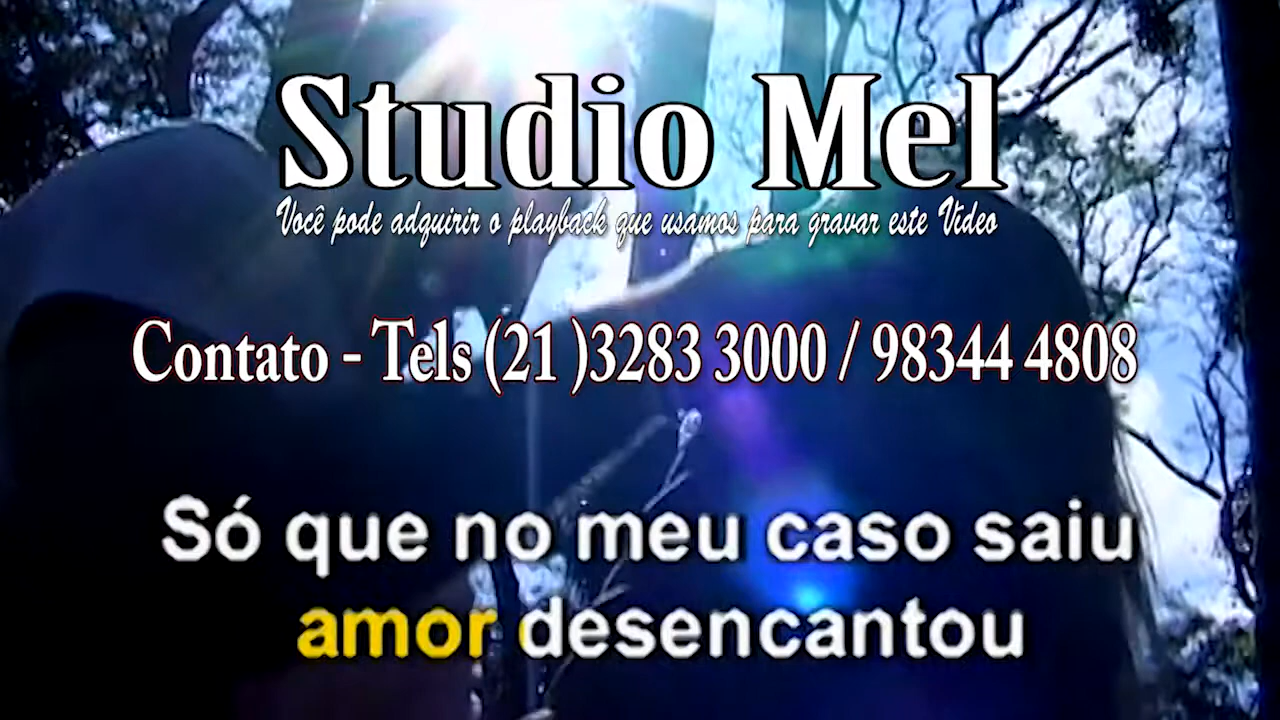 Studio Mel
Você pode adquirir o playback que usamos para gravar este Vídeo
Contato - Tels (21 )3283 3000 / 98344 4808
Só que no meu caso saiu
amor desencantou